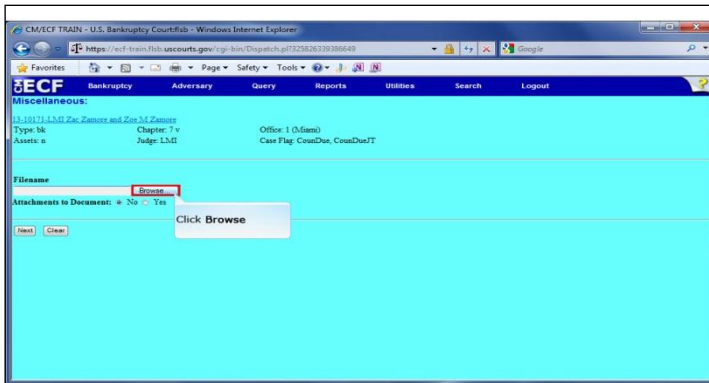 CM/ECF TRAIN - U.S. Bankruptcy Court:flsb - Windows Internet Explorer
https://ecf-train.flsb.uscourts.gov/cgi-bin/Dispatch.pl?325826339386649
Google
Favorites Page Safety Tools
ECF Bankruptcy Adversary Query Reports Utilities Search Logout ?
Miscellaneous:
13-10171-LMI Zac Zamore and Zoe M Zamore
Type: bk Chapter: 7 v Office: 1 (Miami)
Assets: n Judge: LMI Case Flag: CounDue, CounDueJT
Filename
Browse...
Attachments to Document: No Yes
Click Browse
Next Clear